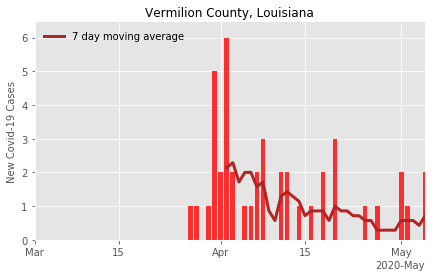 Vermilion County, Louisiana
7 day moving average
New Covid-19 Cases
6
5
4
3
2
1
0
Mar 15 Apr 15 May
2020-May